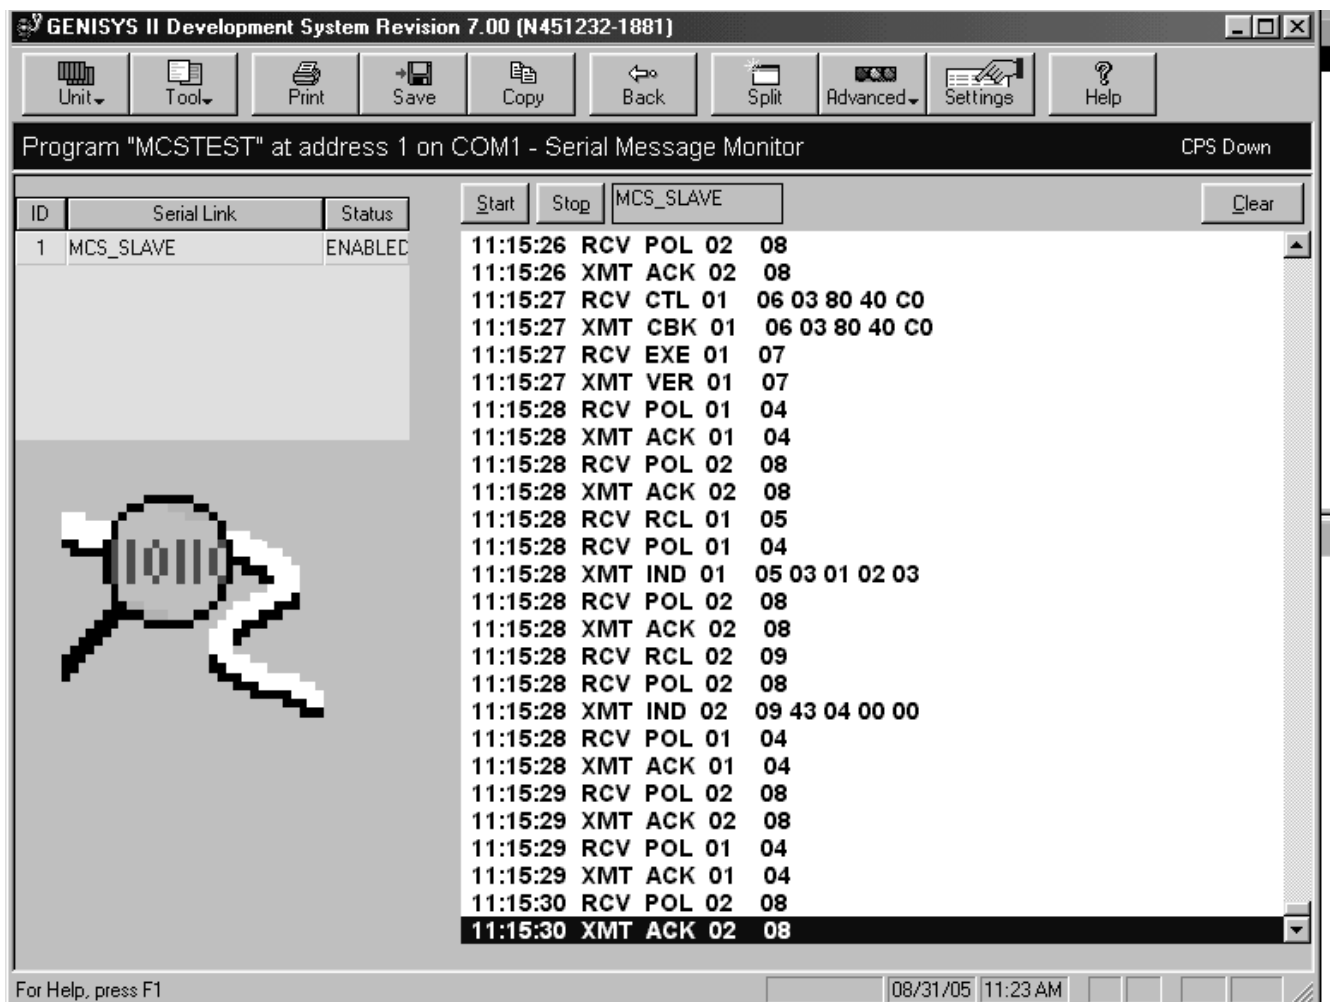 GENISYS II Development System Revision 7.00 (N451232-1881)
Unit Tool Print Save Copy Back Split Advanced Settings Help
Program "MCSTEST" at address 1 on COM1 - Serial Message Monitor CPS Down
Start Stop MCS_SLAVE Clear
ID Serial Link Status
1 MCS_SLAVE ENABLED
11:15:26 RCV POL 02 08
11:15:26 XMT ACK 02 08
11:15:27 RCV CTL 01 06 03 80 40 C0
11:15:27 XMT CBK 01 06 03 80 40 C0
11:15:27 RCV EXE 01 07
11:15:27 XMT VER 01 07
11:15:28 RCV POL 01 04
11:15:28 XMT ACK 01 04
11:15:28 RCV POL 02 08
11:15:28 XMT ACK 02 08
11:15:28 RCV RCL 01 05
11:15:28 RCV POL 01 04
11:15:28 XMT IND 01 05 03 01 02 03
11:15:28 RCV POL 02 08
11:15:28 XMT ACK 02 08
11:15:28 RCV RCL 02 09
11:15:28 RCV POL 02 08
11:15:28 XMT IND 02 09 43 04 00 00
11:15:28 RCV POL 01 04
11:15:28 XMT ACK 01 04
11:15:29 RCV POL 02 08
11:15:29 XMT ACK 02 08
11:15:29 RCV POL 01 04
11:15:29 XMT ACK 01 04
11:15:30 RCV POL 02 08
11:15:30 XMT ACK 02 08
For Help, press F1 08/31/05 11:23 AM